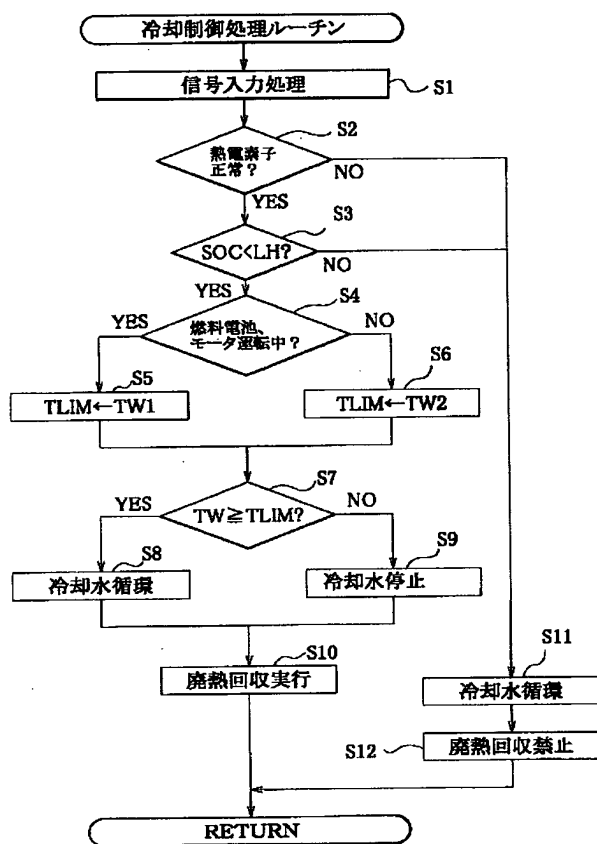 冷却制御処理ルーチン
信号入力処理
S1
S2
熱電素子
正常？
NO
YES
S3
SOC<LH?
NO
YES
S4
燃料電池、
モータ運転中？
YES
NO
S5
TLIM←TW1
S6
TLIM←TW2
S7
TW≧TLIM?
YES
NO
S8
冷却水循環
S9
冷却水停止
S10
廃熱回収実行
S11
冷却水循環
S12
廃熱回収禁止
RETURN